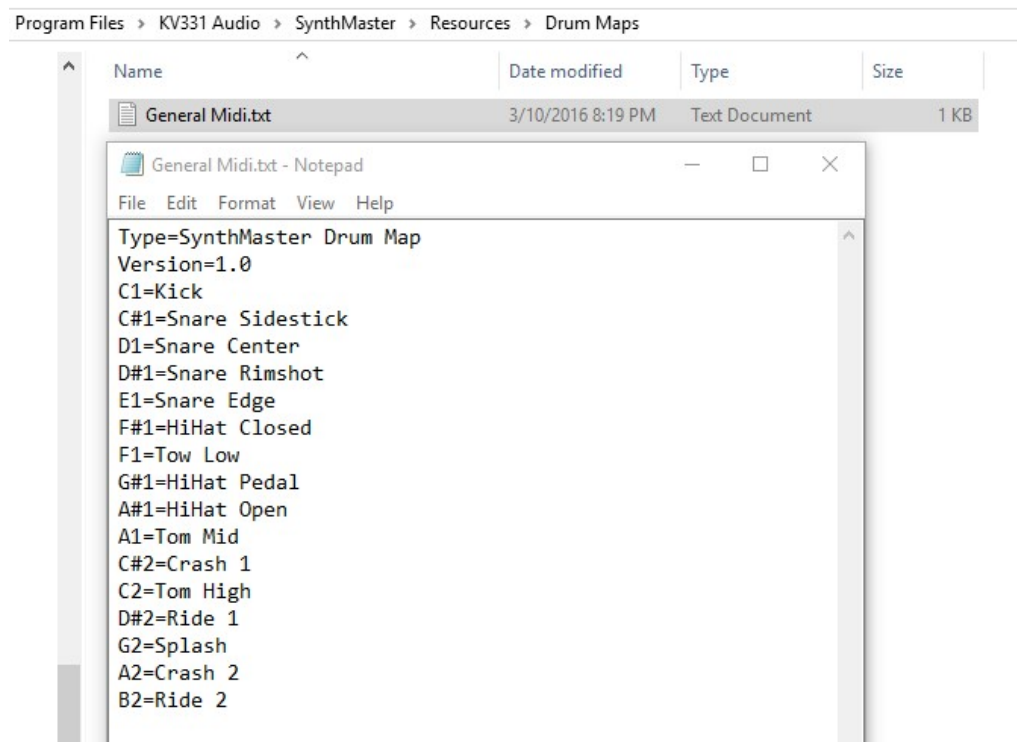 Program Files > KV331 Audio > SynthMaster > Resources > Drum Maps
Name Date modified Type Size
General Midi.txt 3/10/2016 8:19 PM Text Document 1 KB
General Midi.txt - Notepad
File Edit Format View Help
Type=SynthMaster Drum Map
Version=1.0
C1=Kick
C#1=Snare Sidestick
D1=Snare Center
D#1=Snare Rimshot
E1=Snare Edge
F#1=HiHat Closed
F1=Tow Low
G#1=HiHat Pedal
A#1=HiHat Open
A1=Tom Mid
C#2=Crash 1
C2=Tom High
D#2=Ride 1
G2=Splash
A2=Crash 2
B2=Ride 2